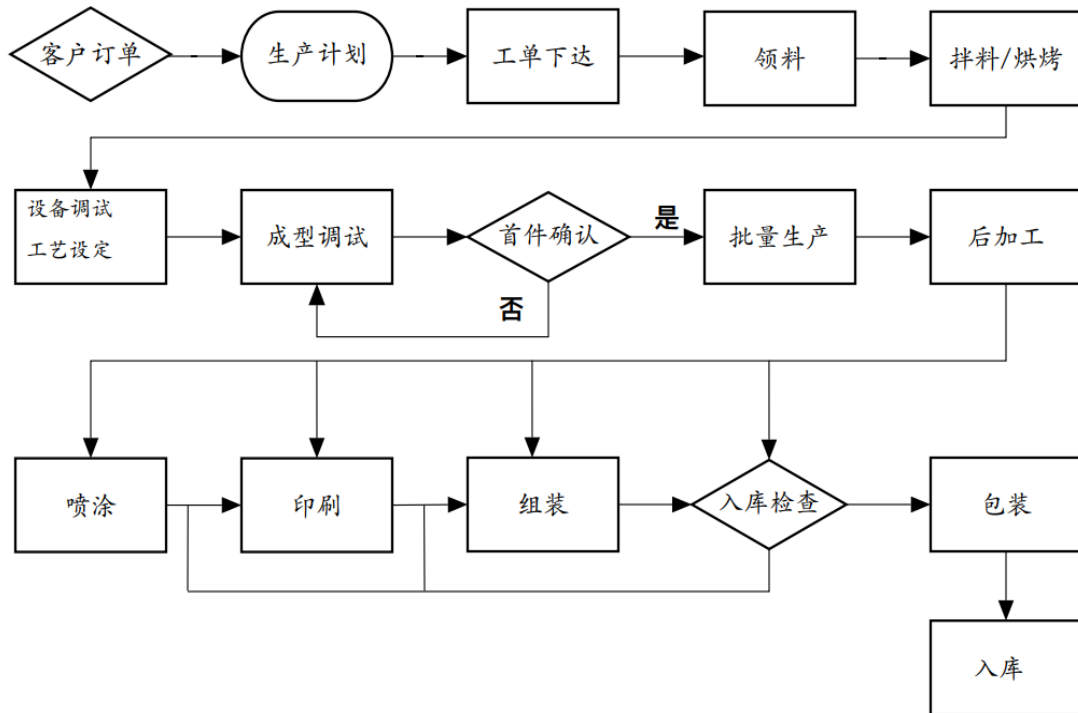 客户订单
生产计划
工单下达
领料
拌料/烘烤
设备调试
工艺设定
成型调试
首件确认
是
批量生产
后加工
否
喷涂
印刷
组装
入库检查
包装
入库